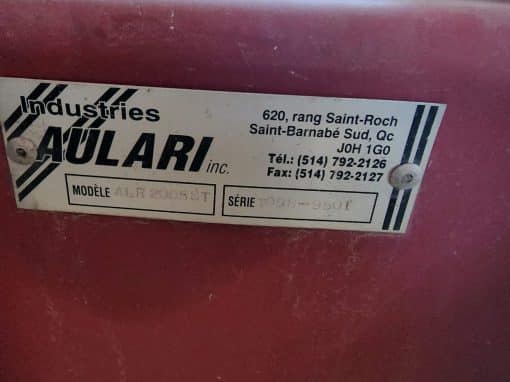 Industries
AULARI inc.
620, rang Saint-Roch
Saint-Barnabé Sud, Qc
J0H 1G0
Tél.: (514) 792-2126
Fax: (514) 792-2127
MODÈLE
SÉRIE